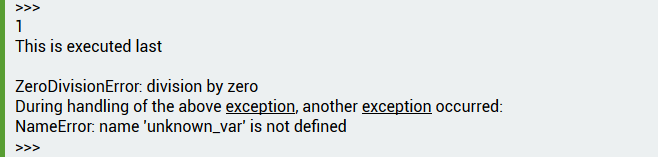 >>>
1
This is executed last

ZeroDivisionError: division by zero
During handling of the above exception, another exception occurred:
NameError: name 'unknown_var' is not defined
>>>